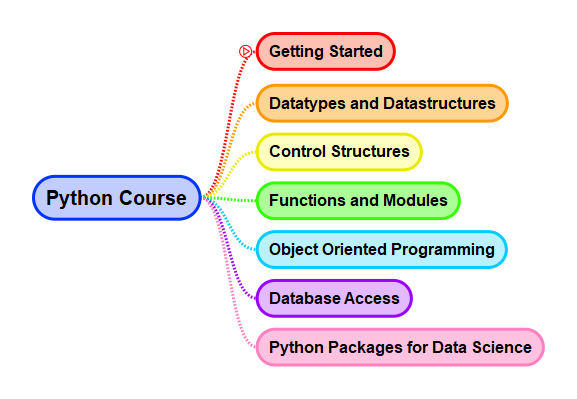 Getting Started
Datatypes and Datastructures
Control Structures
Python Course
Functions and Modules
Object Oriented Programming
Database Access
Python Packages for Data Science